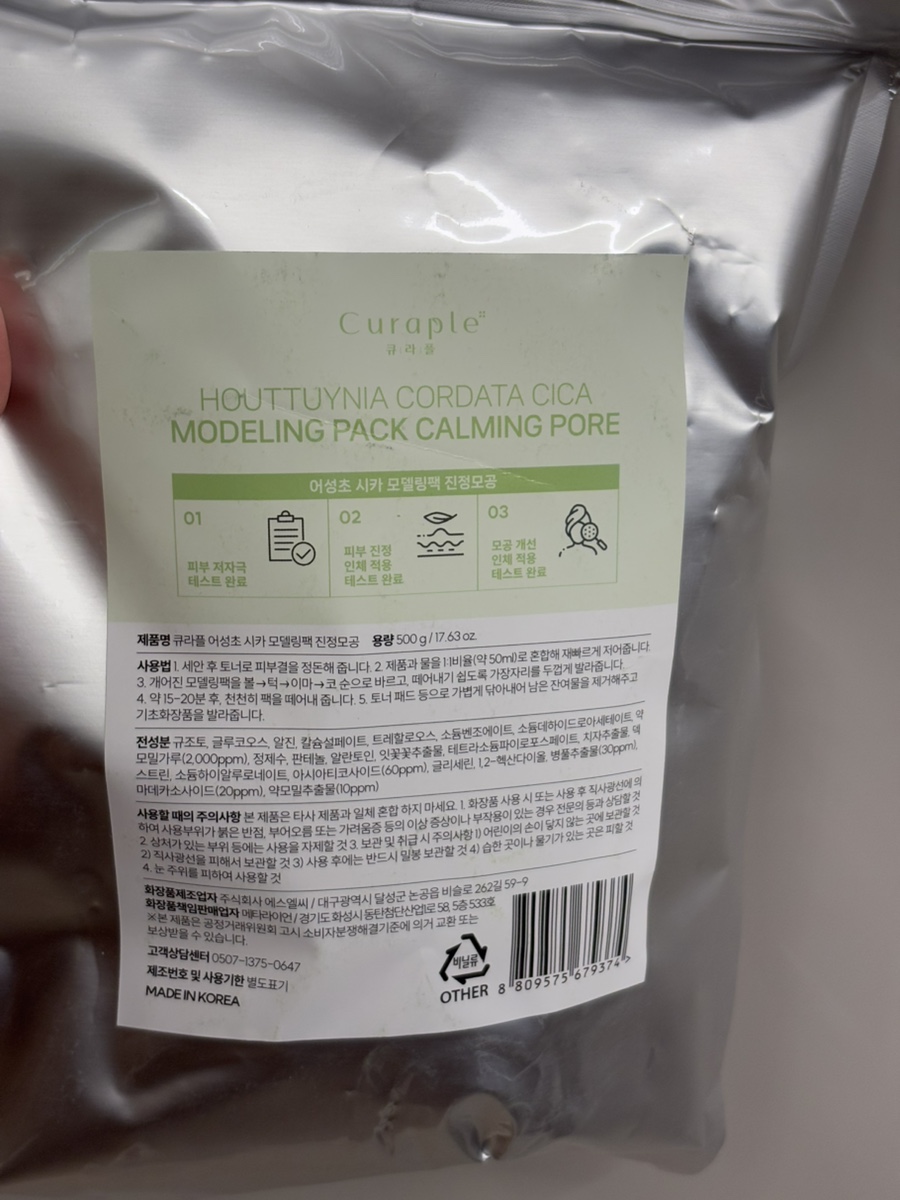 Curaple
큐라플
HOUTTUYNIA CORDATA CICA
MODELING PACK CALMING PORE
어성초 시카 모델링팩 진정모공
01
피부 저자극
테스트 완료
02
피부 진정
인체 적용
테스트 완료
03
모공 개선
인체 적용
테스트 완료
제품명 큐라플 어성초 시카 모델링팩 진정모공 용량 500 g / 17.63 oz.
사용법 1. 세안 후 토너로 피부결을 정돈해 줍니다. 2. 제품과 물을 1:1비율(약 50ml)로 혼합해 재빠르게 저어줍니다.
3. 개어진 모델링팩을 볼→턱→이마→코 순으로 바르고, 떼어내기 쉽도록 가장자리를 두껍게 발라줍니다.
4. 약 15-20분 후, 천천히 팩을 떼어내 줍니다. 5. 토너 패드 등으로 가볍게 닦아내어 남은 잔여물을 제거해주고
기초화장품을 발라줍니다.
전성분 규조토, 글루코오스, 알진, 칼슘설페이트, 트레할로오스, 소듐벤조에이트, 소듐데하이드로아세테이트, 약
모밀가루(2,000ppm), 정제수, 판테놀, 알란토인, 잇꽃꽃추출물, 테트라소듐파이로포스페이트, 치자추출물, 덱
스트린, 소듐하이알루로네이트, 아시아티코사이드(60ppm), 글리세린, 1,2-헥산다이올, 병풀추출물(30ppm),
마데카소사이드(20ppm), 약모밀추출물(10ppm)
사용할 때의 주의사항 본 제품은 타사 제품과 일체 혼합 하지 마세요. 1. 화장품 사용 시 또는 사용 후 직사광선에 의
하여 사용부위가 붉은 반점, 부어오름 또는 가려움증 등의 이상 증상이나 부작용이 있는 경우 전문의 등과 상담할 것
2. 상처가 있는 부위 등에는 사용을 자제할 것 3. 보관 및 취급 시 주의사항 1) 어린이의 손이 닿지 않는 곳에 보관할 것
2) 직사광선을 피해서 보관할 것 3) 사용 후에는 반드시 밀봉 보관할 것 4) 습한 곳이나 물기가 있는 곳은 피할 것
4. 눈 주위를 피하여 사용할 것
화장품제조업자 주식회사 에스엘씨 / 대구광역시 달성군 논공읍 비슬로 262길 59-9
화장품책임판매업자 메타라이언 / 경기도 화성시 동탄첨단산업1로 58, 5층 533호
※본 제품은 공정거래위원회 고시 소비자분쟁해결기준에 의거 교환 또는
보상받을 수 있습니다.
고객상담센터 0507-1375-0647
제조번호 및 사용기한 별도표기
MADE IN KOREA
비닐류
OTHER
8 809575 679374 >